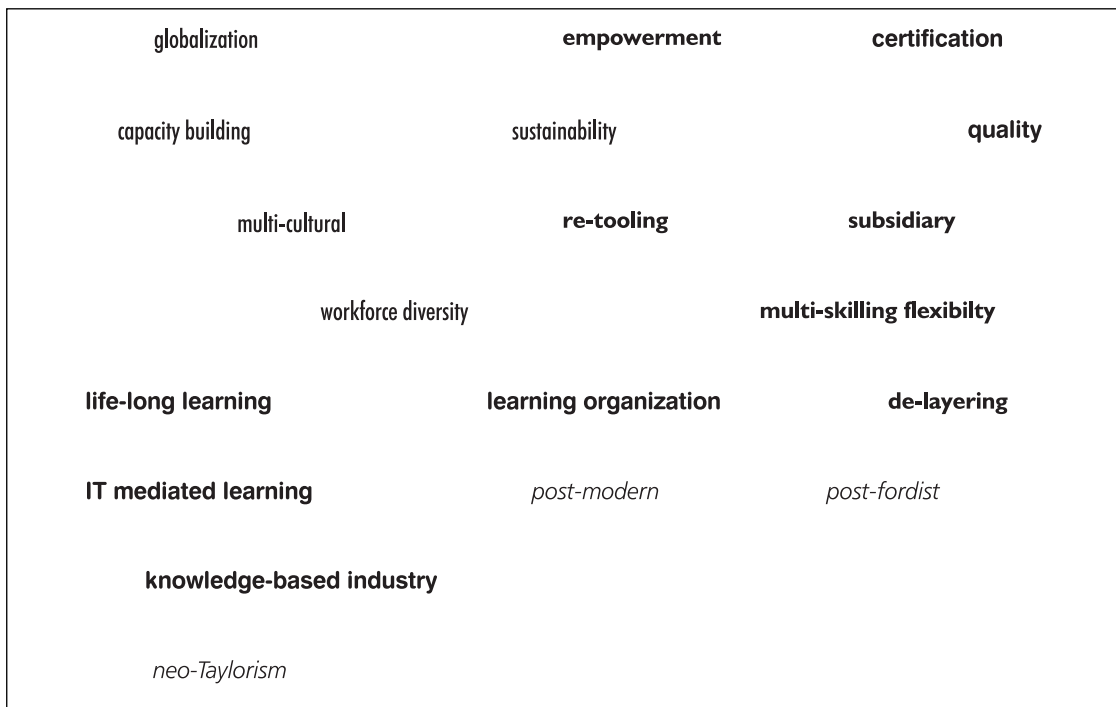 globalization empowerment certification
capacity building sustainability quality
multi-cultural re-tooling subsidiary
workforce diversity multi-skilling flexibilty
life-long learning learning organization de-layering
IT mediated learning post-modern post-fordist
knowledge-based industry
neo-Taylorism